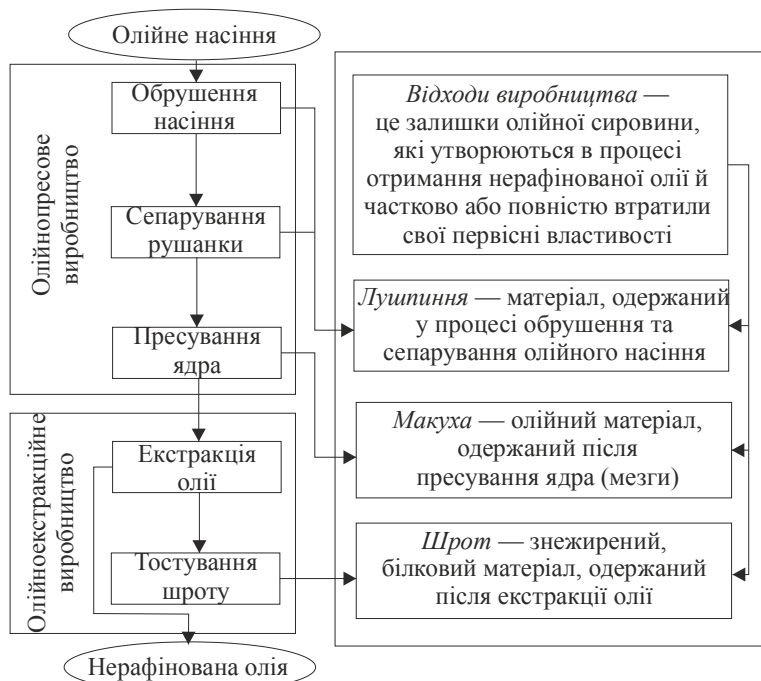 Олійне насіння
Олійнопресове
виробництво
Обрушення
насіння
Сепарування
рушанки
Пресування
ядра
Олійноекстракційне
виробництво
Екстракція
олії
Тостування
шроту
Нерафінована олія
Відходи виробництва —
це залишки олійної сировини,
які утворюються в процесі
отримання нерафінованої олії й
частково або повністю втратили
свої первісні властивості
Лушпиння — матеріал, одержаний
у процесі обрушення та
сепарування олійного насіння
Макуха — олійний матеріал,
одержаний після
пресування ядра (мезги)
Шрот — знежирений,
білковий матеріал, одержаний
після екстракції олії